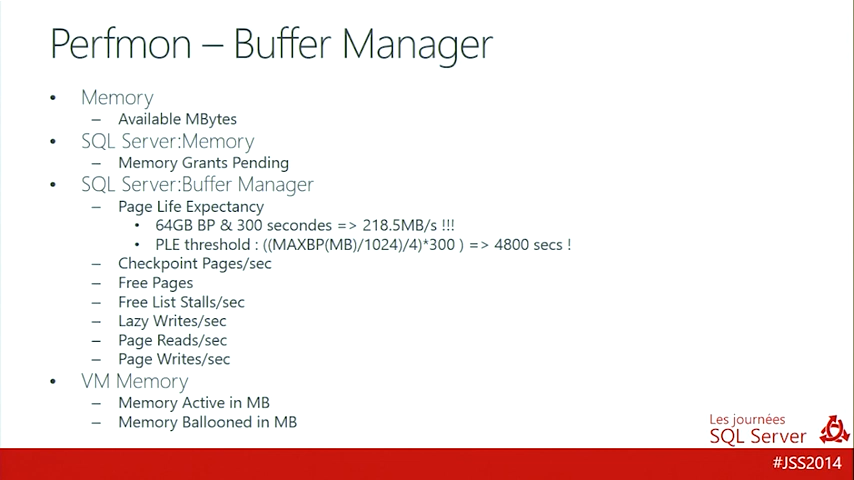 Perfmon – Buffer Manager
• Memory
– Available MBytes
• SQL Server:Memory
– Memory Grants Pending
• SQL Server:Buffer Manager
– Page Life Expectancy
• 64GB BP & 300 secondes => 218.5MB/s !!!
• PLE threshold : ((MAXBP(MB)/1024)/4)*300 ) => 4800 secs !
– Checkpoint Pages/sec
– Free Pages
– Free List Stalls/sec
– Lazy Writes/sec
– Page Reads/sec
– Page Writes/sec
• VM Memory
– Memory Active in MB
– Memory Ballooned in MB
Les journées
SQL Server
#JSS2014